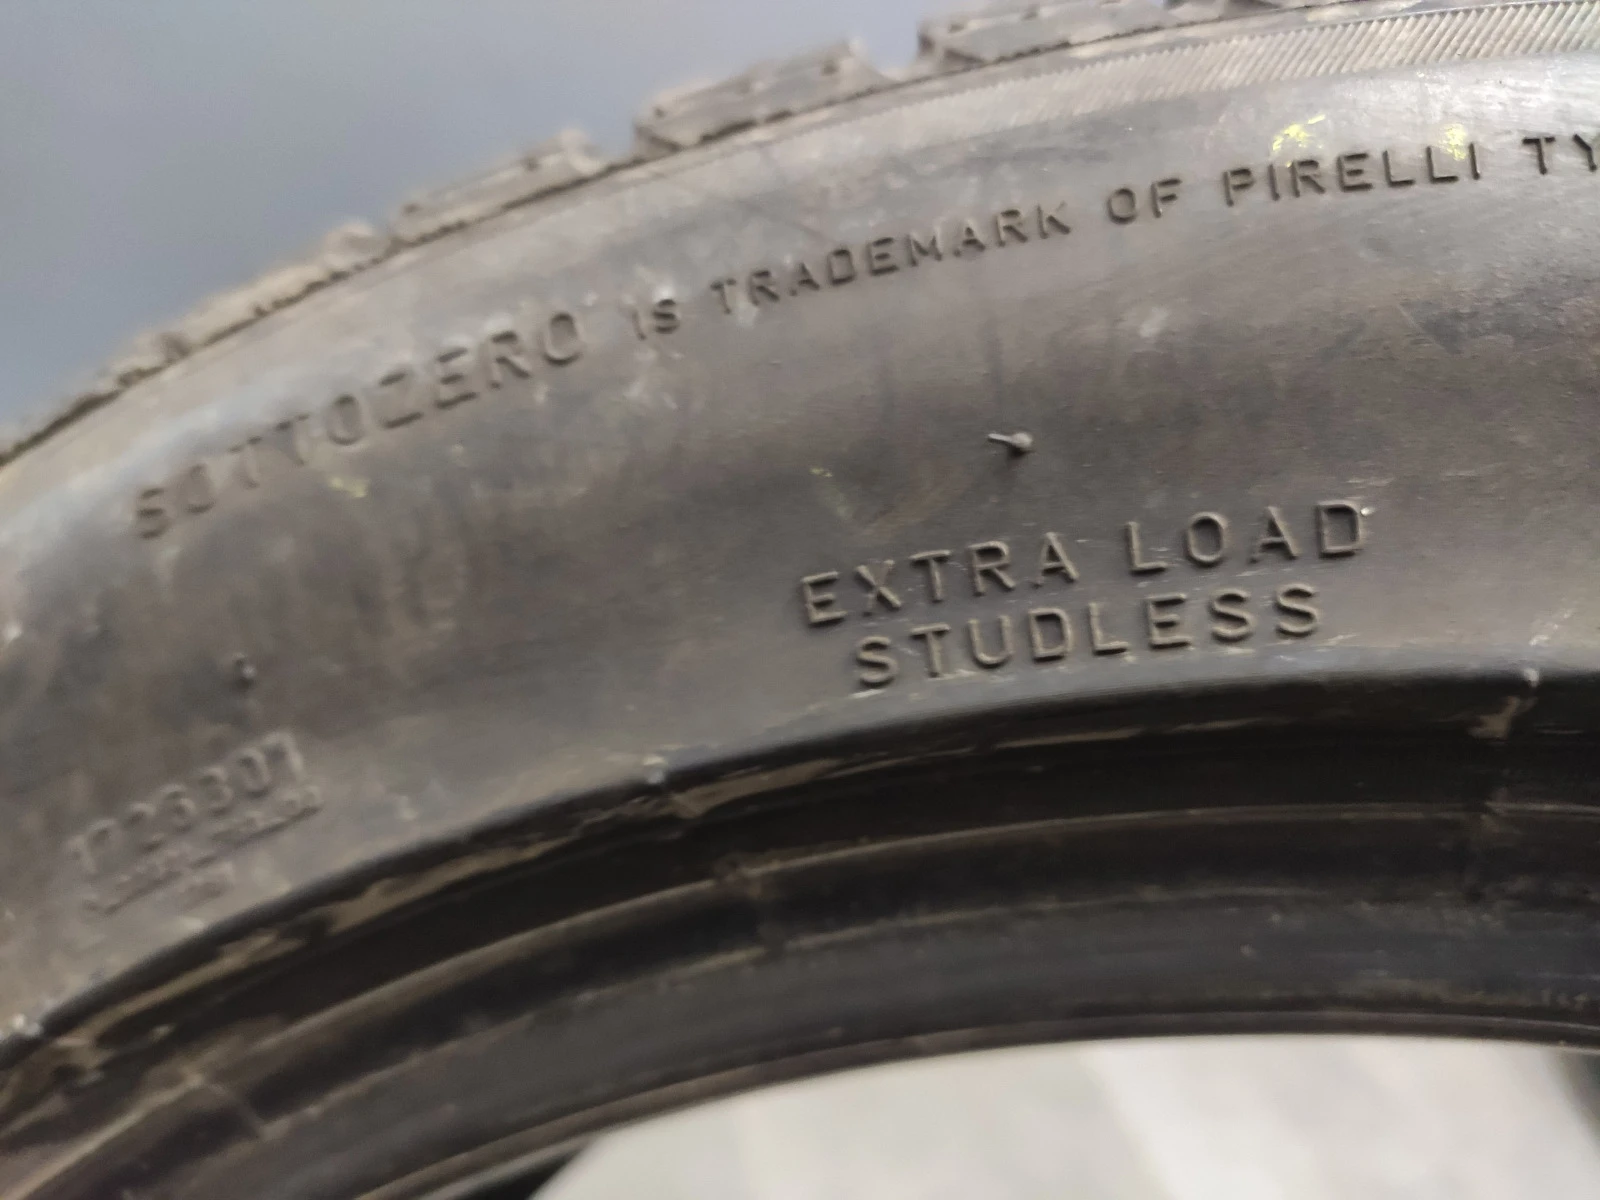 SOTTOZERO IS TRADEMARK OF PIRELLI TY
EXTRA LOAD
STUDLESS